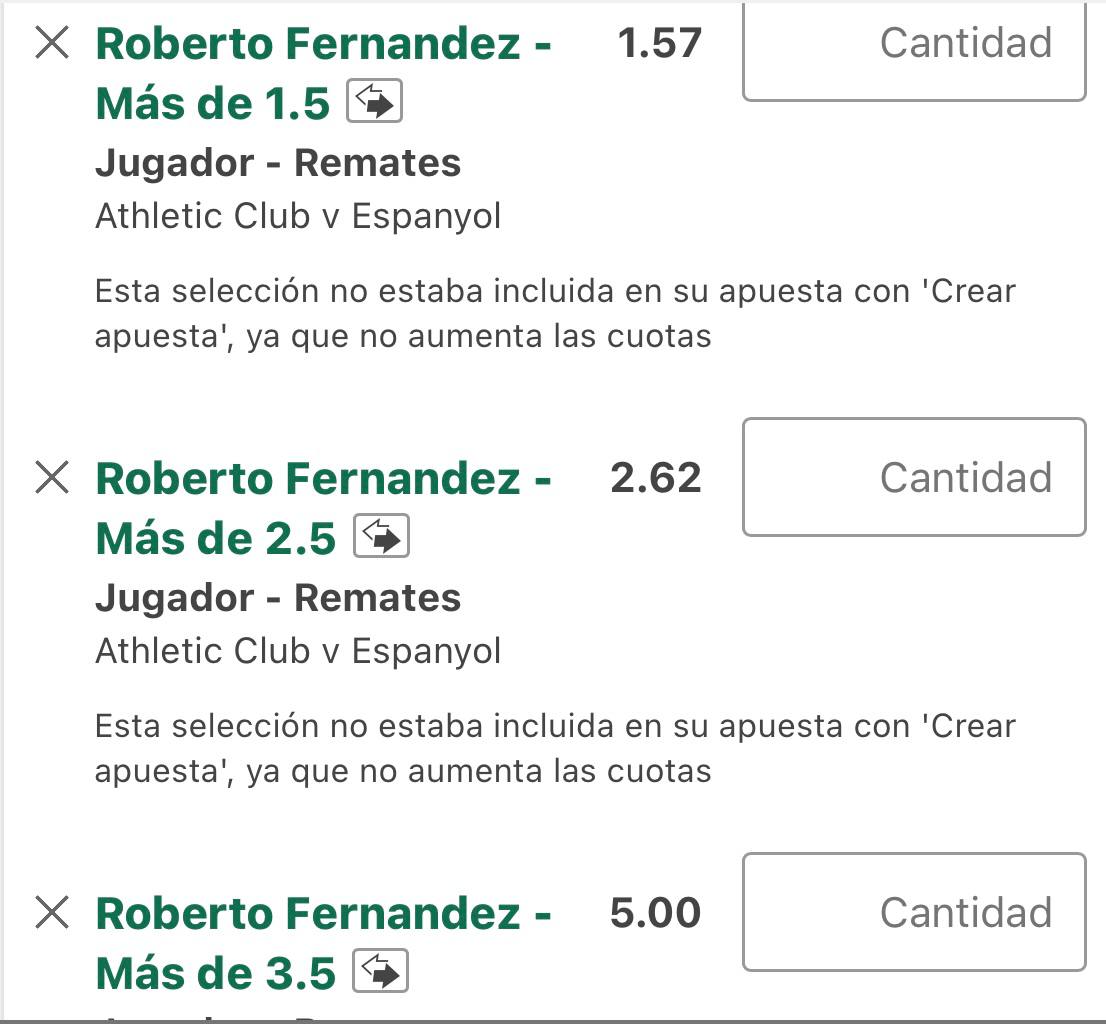 Roberto Fernandez - 1.57 Cantidad
Más de 1.5
Jugador - Remates
Athletic Club v Espanyol
Esta selección no estaba incluida en su apuesta con 'Crear
apuesta', ya que no aumenta las cuotas
Roberto Fernandez - 2.62 Cantidad
Más de 2.5
Jugador - Remates
Athletic Club v Espanyol
Esta selección no estaba incluida en su apuesta con 'Crear
apuesta', ya que no aumenta las cuotas
Roberto Fernandez - 5.00 Cantidad
Más de 3.5